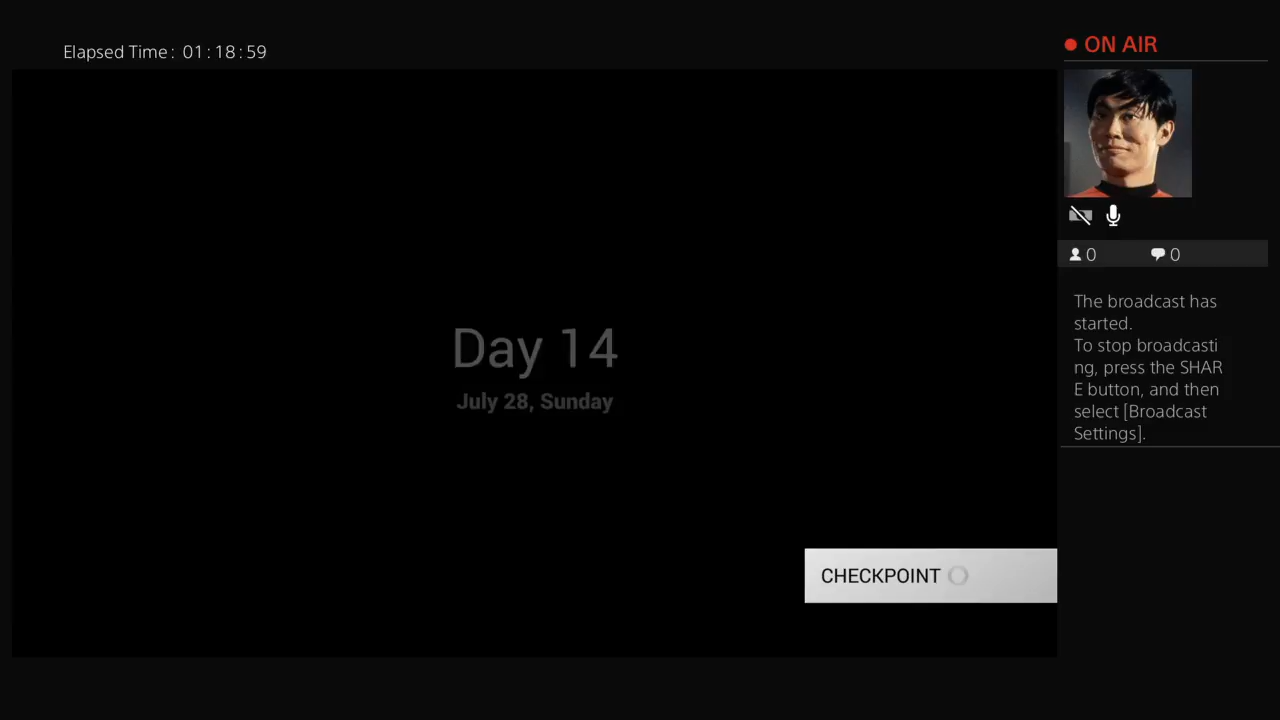 Elapsed Time: 01:18:59
ON AIR
0 0
The broadcast has
started.
To stop broadcasti
ng, press the SHAR
E button, and then
select [Broadcast
Settings].
Day 14
July 28, Sunday
CHECKPOINT